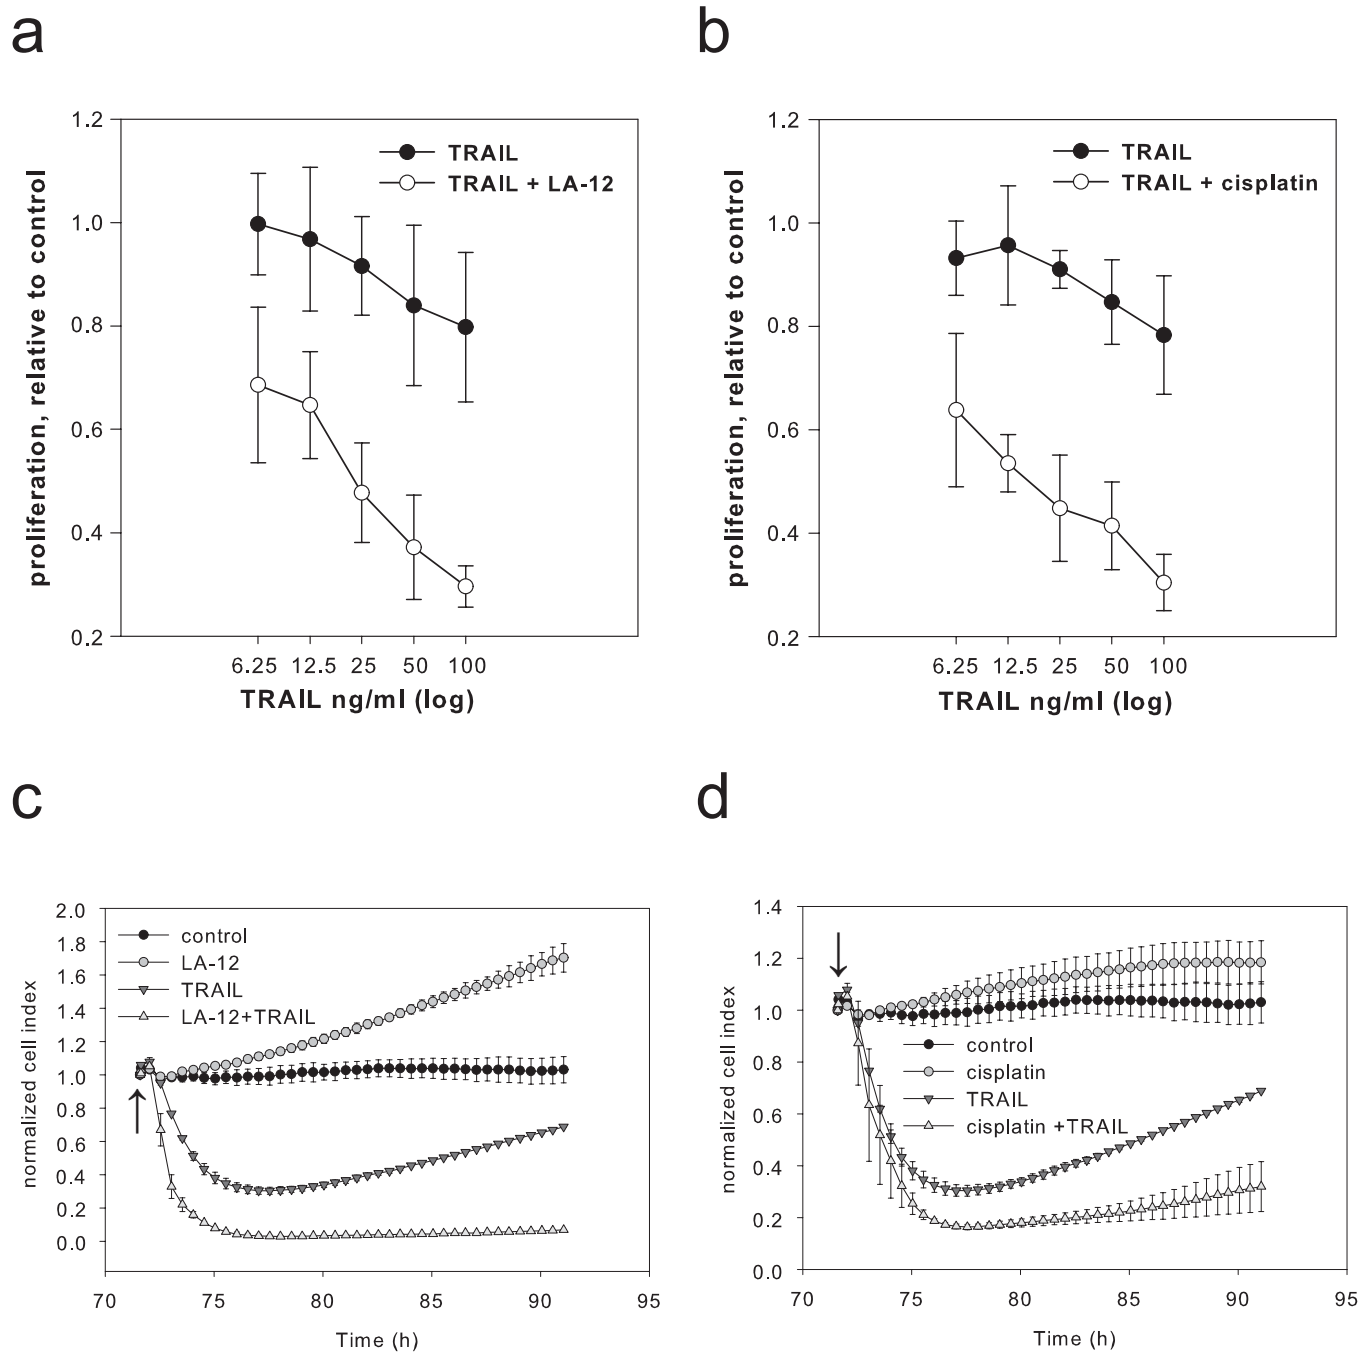 a
1.2
1.0
0.8
0.6
0.4
0.2
proliferation, relative to control
TRAIL
TRAIL + LA-12
6.25 12.5 25 50 100
TRAIL ng/ml (log)
b
1.2
1.0
0.8
0.6
0.4
0.2
proliferation, relative to control
TRAIL
TRAIL + cisplatin
6.25 12.5 25 50 100
TRAIL ng/ml (log)
c
2.0
1.8
1.6
1.4
1.2
1.0
0.8
0.6
0.4
0.2
0.0
normalized cell index
control
LA-12
TRAIL
LA-12+TRAIL
70 75 80 85 90 95
Time (h)
d
1.4
1.2
1.0
0.8
0.6
0.4
0.2
0.0
normalized cell index
control
cisplatin
TRAIL
cisplatin +TRAIL
70 75 80 85 90 95
Time (h)